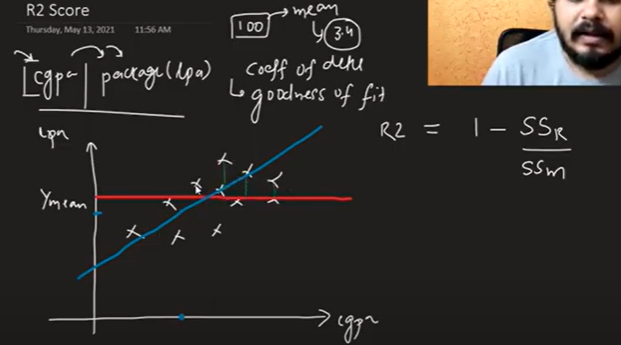 R2 Score
Thursday, May 13, 2021 11:56 AM
100 mean
3.4
cgpa package(lpa)
coeff of
goodness of fit
R2 = 1 - SSR
SSm
lpa
Ymean
cgpa